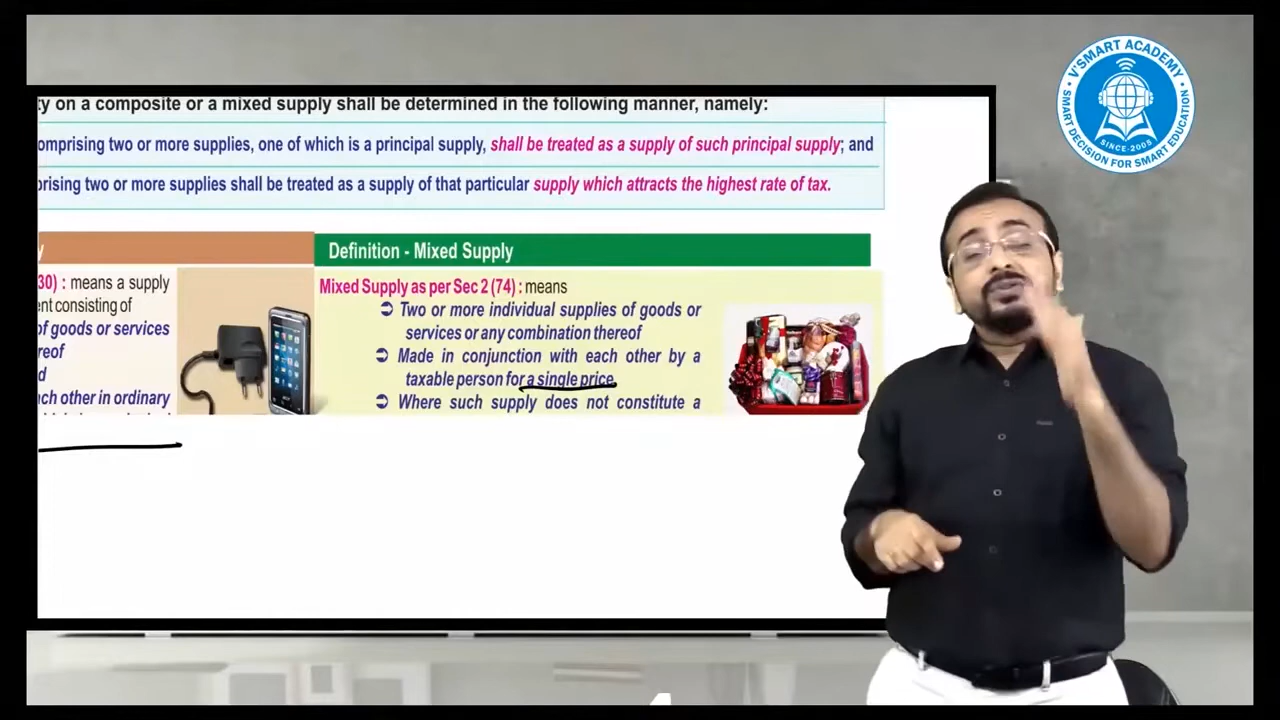 V'SMART ACADEMY
SMART DECISION FOR SMART EDUCATION
SINCE-2005
ty on a composite or a mixed supply shall be determined in the following manner, namely:
omprising two or more supplies, one of which is a principal supply, shall be treated as a supply of such principal supply; and
prising two or more supplies shall be treated as a supply of that particular supply which attracts the highest rate of tax.
y
30) : means a supply
ent consisting of
of goods or services
reof
d
ach other in ordinary
Definition - Mixed Supply
Mixed Supply as per Sec 2 (74) : means
➲ Two or more individual supplies of goods or
services or any combination thereof
➲ Made in conjunction with each other by a
taxable person for a single price.
➲ Where such supply does not constitute a